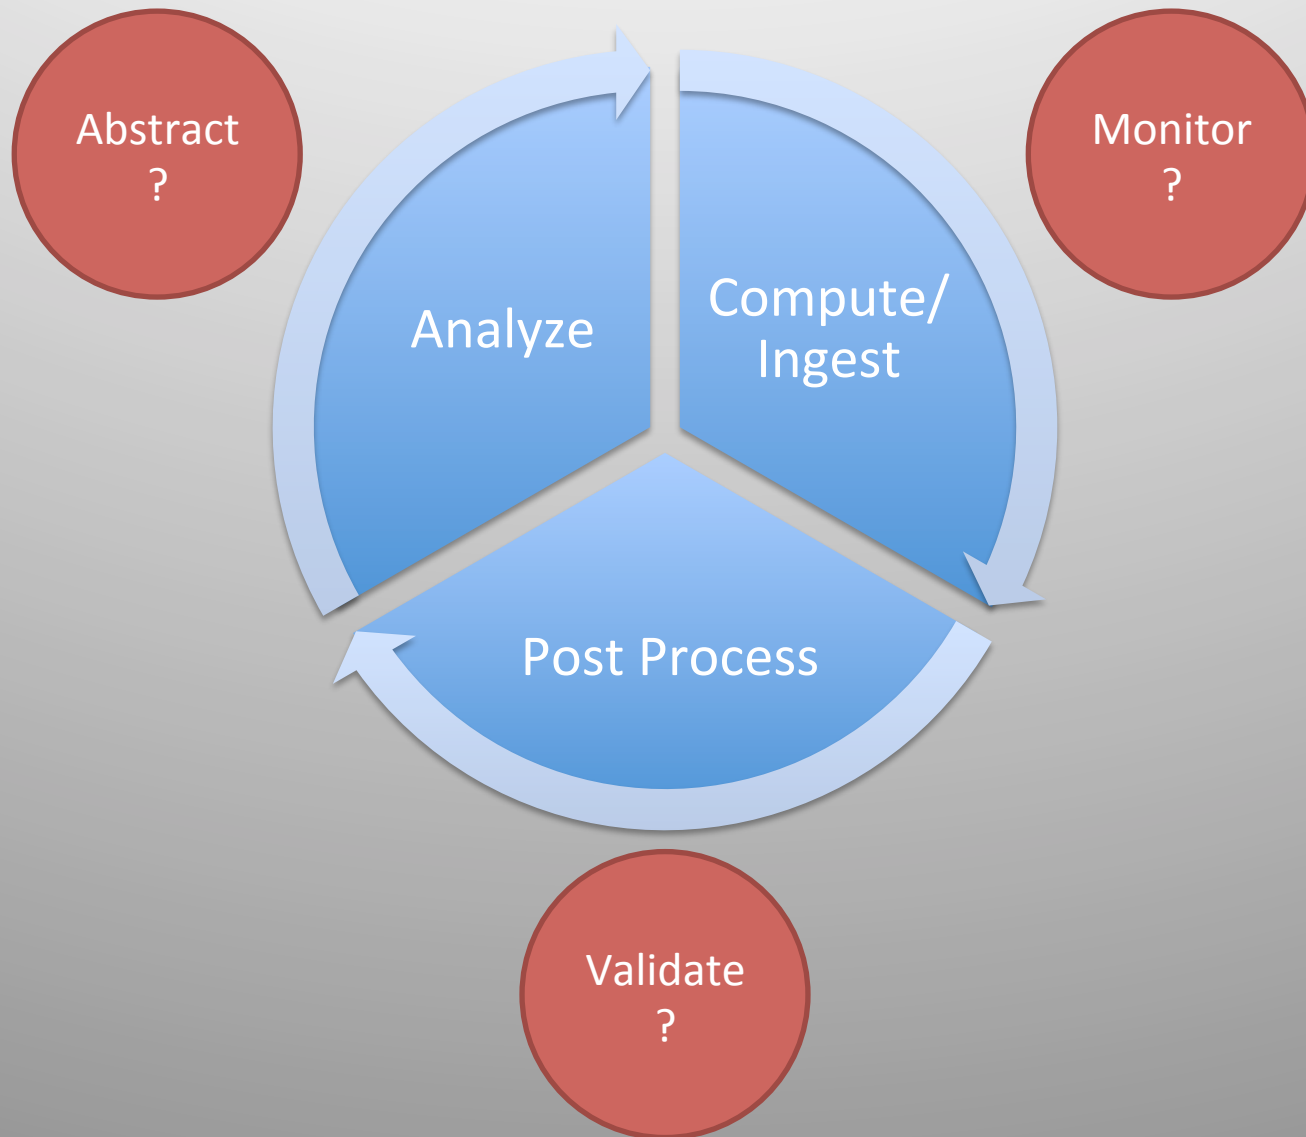 Abstract
?
Monitor
?
Analyze
Compute/
Ingest
Post Process
Validate
?